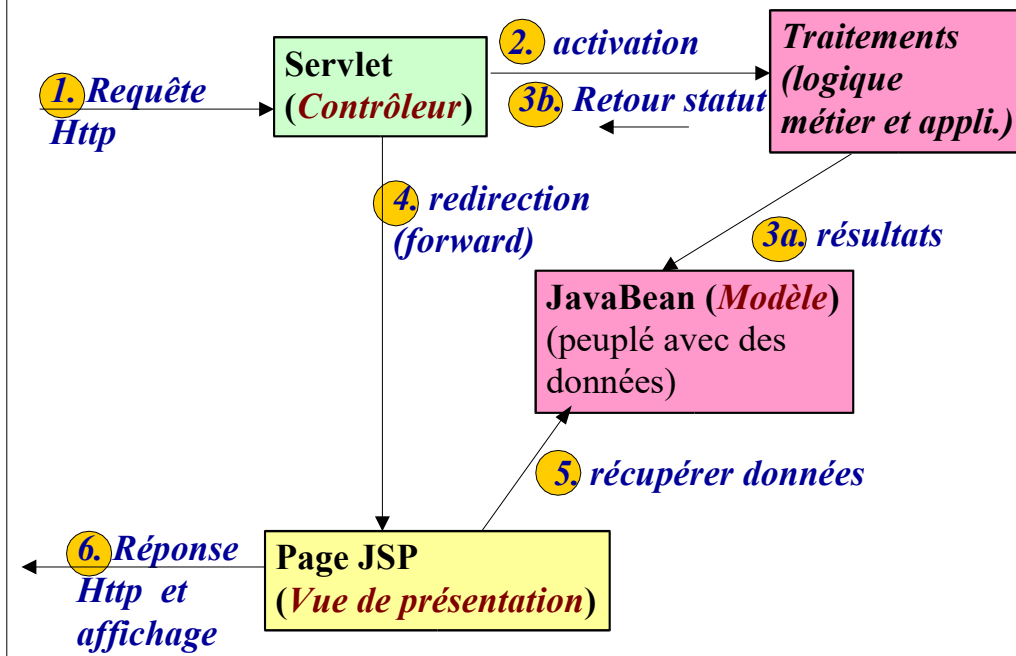 1. Requête
Http
Servlet
(Contrôleur)
2. activation
3b. Retour statut
Traitements
(logique
métier et appli.)
4. redirection
(forward)
3a. résultats
JavaBean (Modèle)
(peuplé avec des
données)
5. récupérer données
6. Réponse
Http et
affichage
Page JSP
(Vue de présentation)